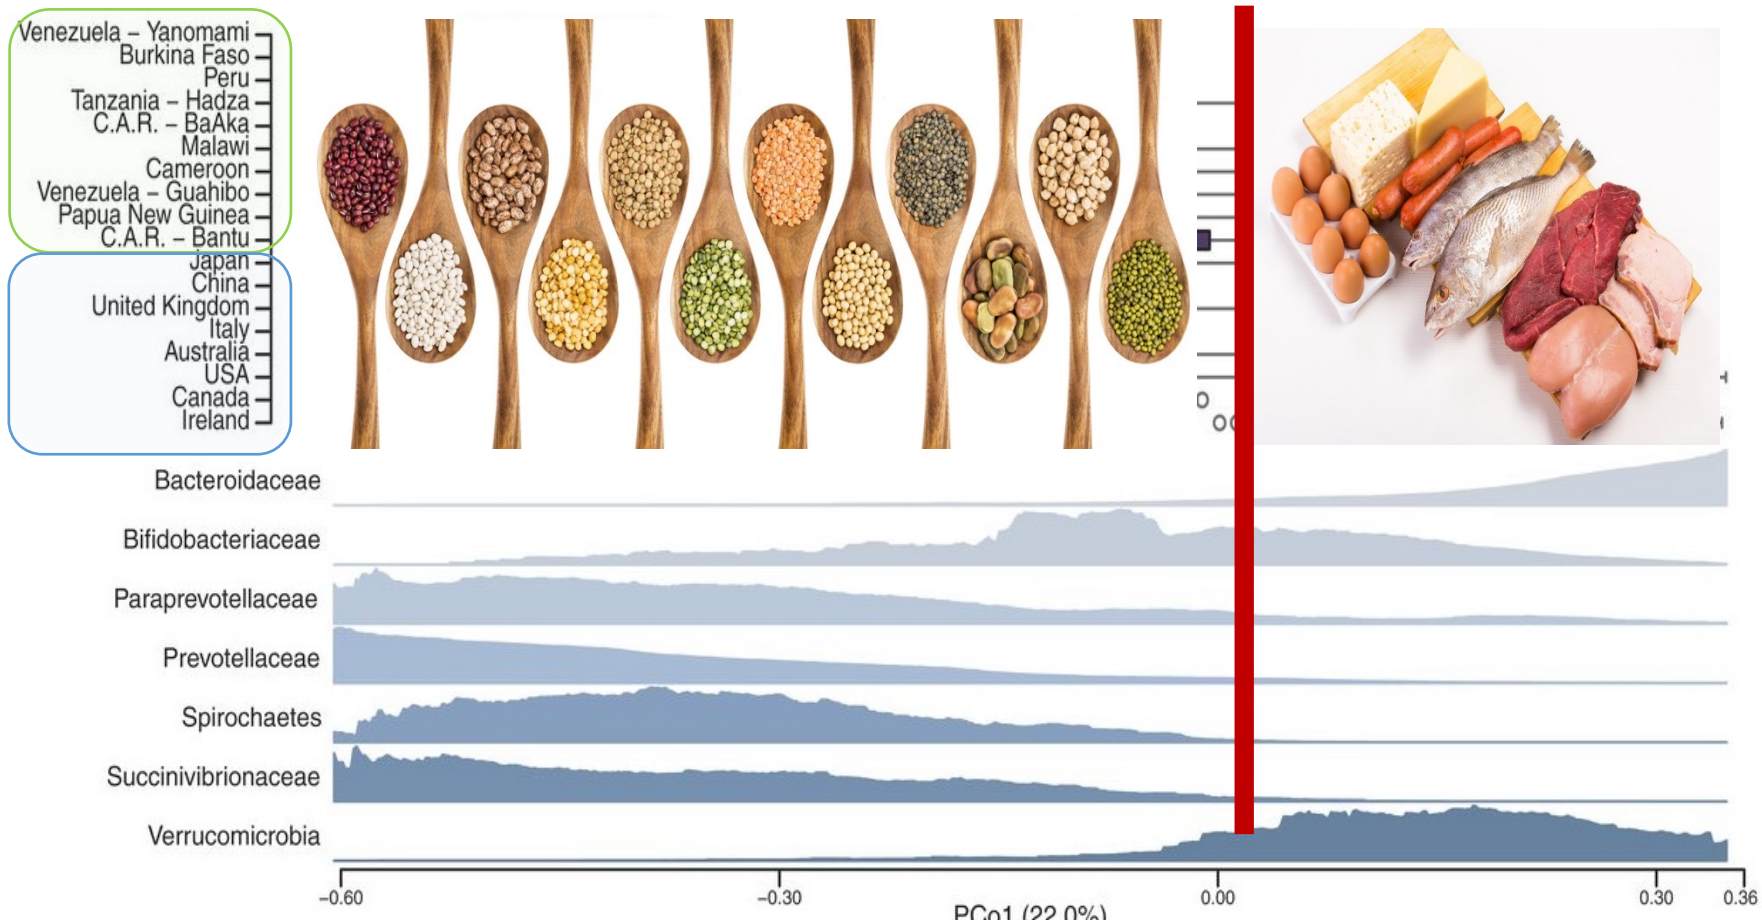 Venezuela – Yanomami
Burkina Faso
Peru
Tanzania – Hadza
C.A.R. – BaAka
Malawi
Cameroon
Venezuela – Guahibo
Papua New Guinea
C.A.R. – Bantu
Japan
China
United Kingdom
Italy
Australia
USA
Canada
Ireland
Bacteroidaceae
Bifidobacteriaceae
Paraprevotellaceae
Prevotellaceae
Spirochaetes
Succinivibrionaceae
Verrucomicrobia
–0.60 –0.30 0.00 0.30 0.36
PCo1 (22.0%)